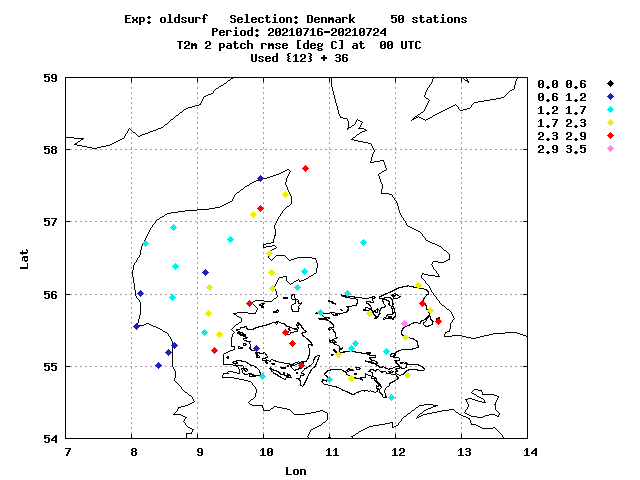 Exp: oldsurf   Selection: Denmark     50 stations
Period: 20210716-20210724
T2m 2 patch rmse [deg C] at  00 UTC
Used {12} + 36
0.0 0.6
0.6 1.2
1.2 1.7
1.7 2.3
2.3 2.9
2.9 3.5
59
58
57
56
55
54
Lat
7 8 9 10 11 12 13 14
Lon